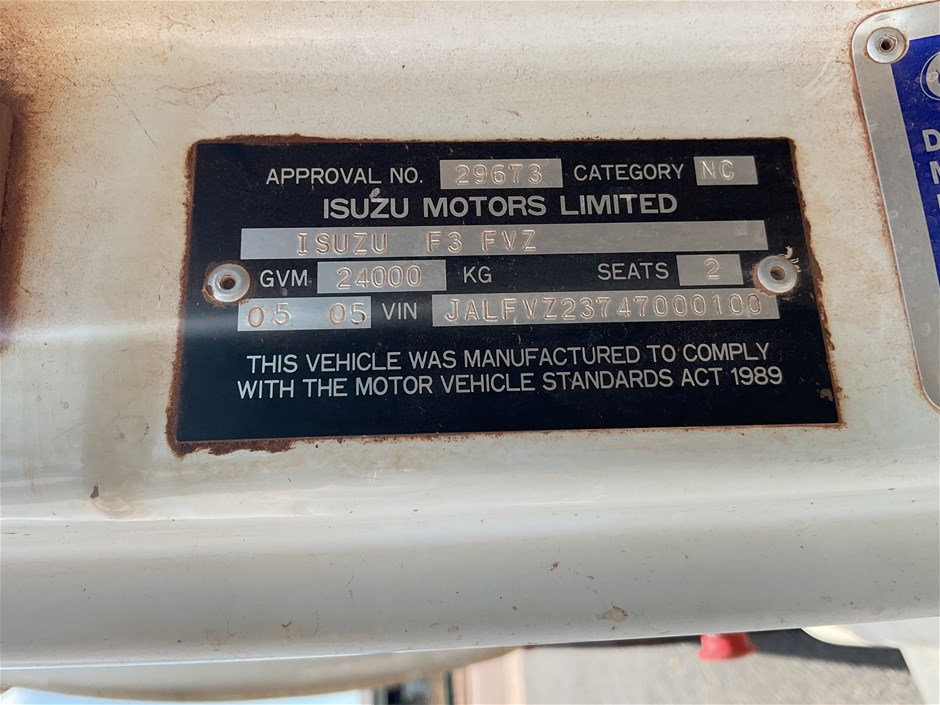 APPROVAL NO. 29673 CATEGORY NC
ISUZU MOTORS LIMITED
ISUZU F3 FVZ
GVM 24000 KG SEATS 2
05 05 VIN JALFVZ23747000100
THIS VEHICLE WAS MANUFACTURED TO COMPLY
WITH THE MOTOR VEHICLE STANDARDS ACT 1989
D
M